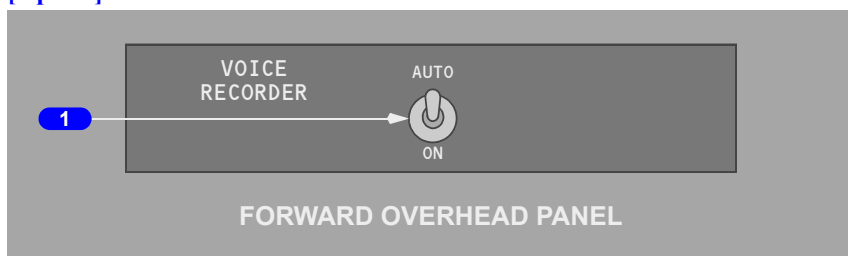 VOICE
RECORDER
AUTO
1
ON
FORWARD OVERHEAD PANEL